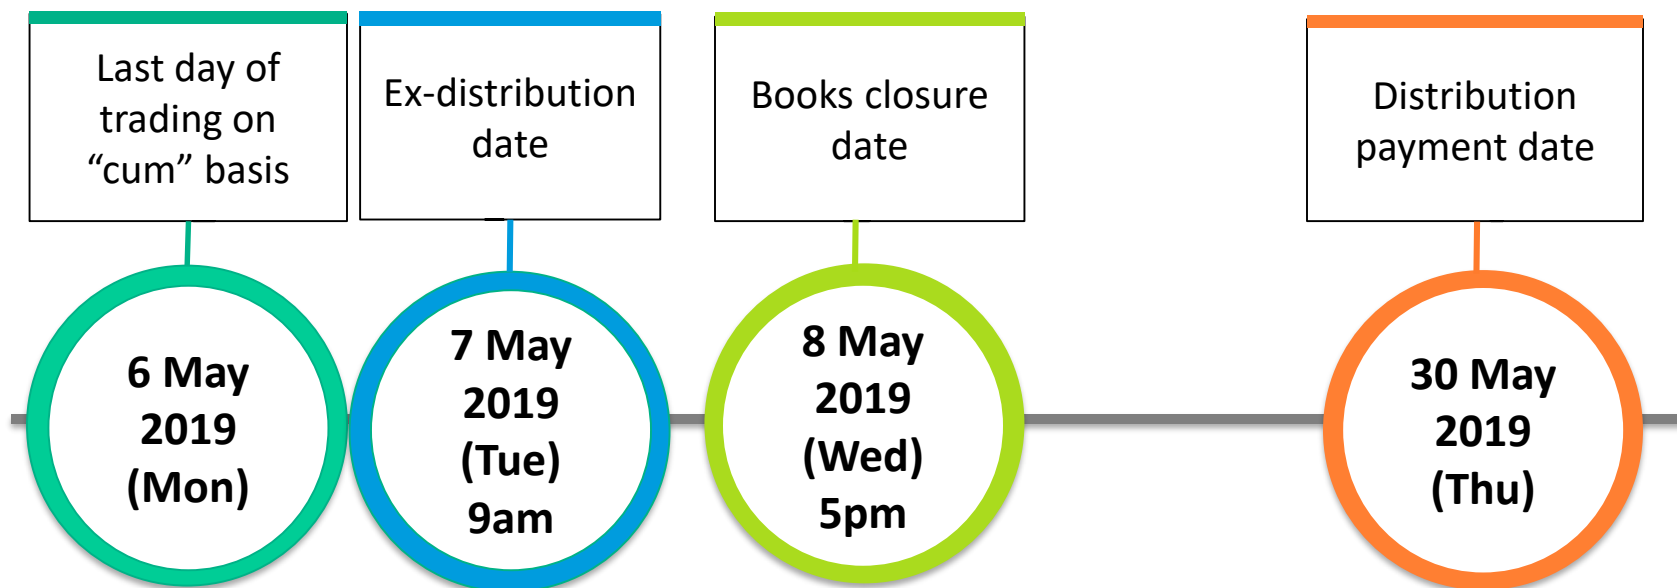 Last day of
trading on
“cum” basis
Ex-distribution
date
Books closure
date
Distribution
payment date
6 May
2019
(Mon)
7 May
2019
(Tue)
9am
8 May
2019
(Wed)
5pm
30 May
2019
(Thu)